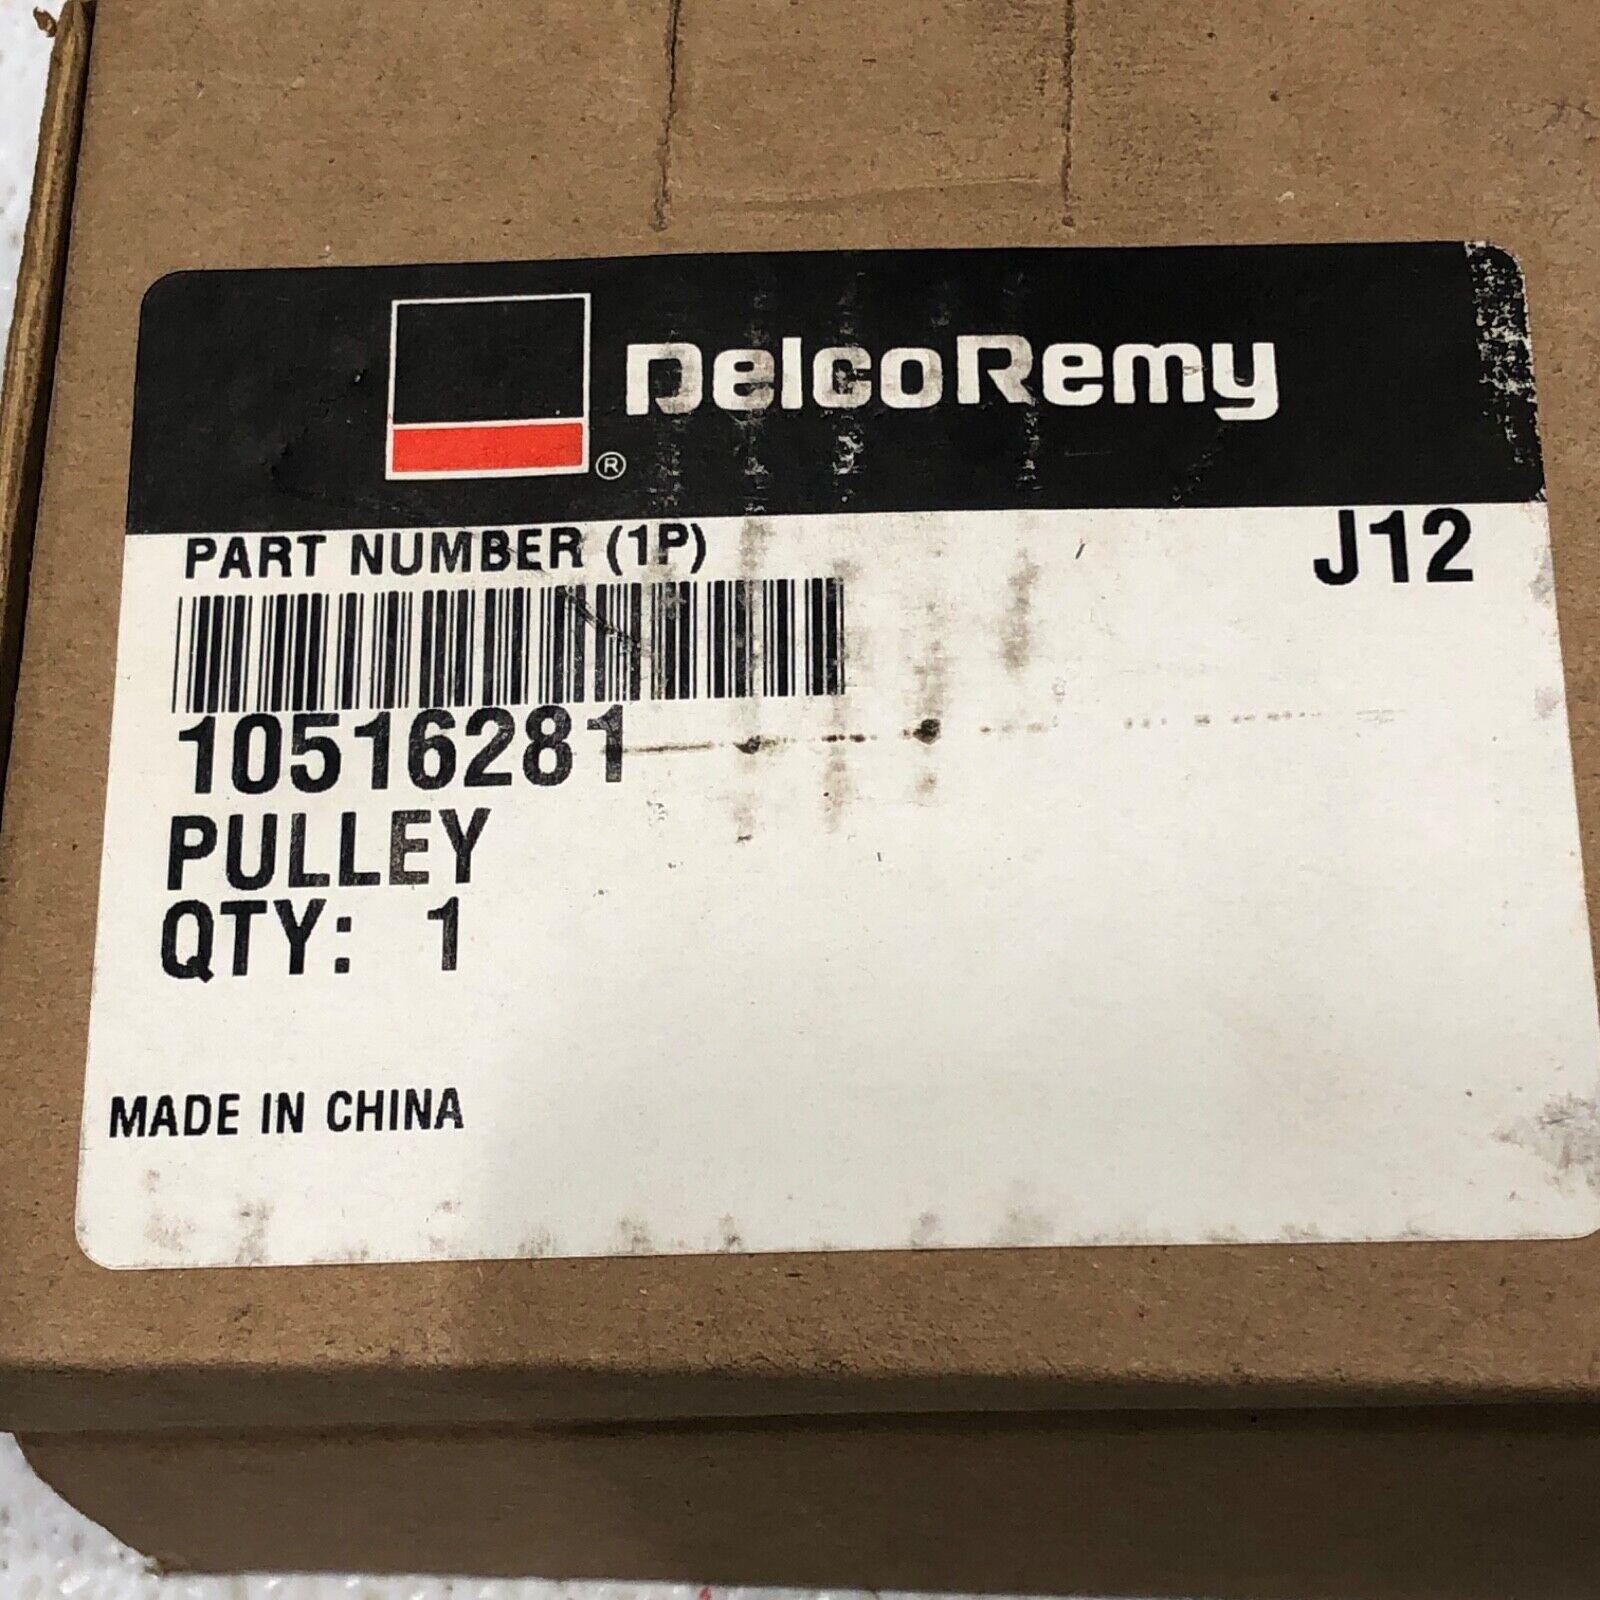 DelcoRemy
®
PART NUMBER (1P)
J12
10516281
PULLEY
QTY: 1
MADE IN CHINA